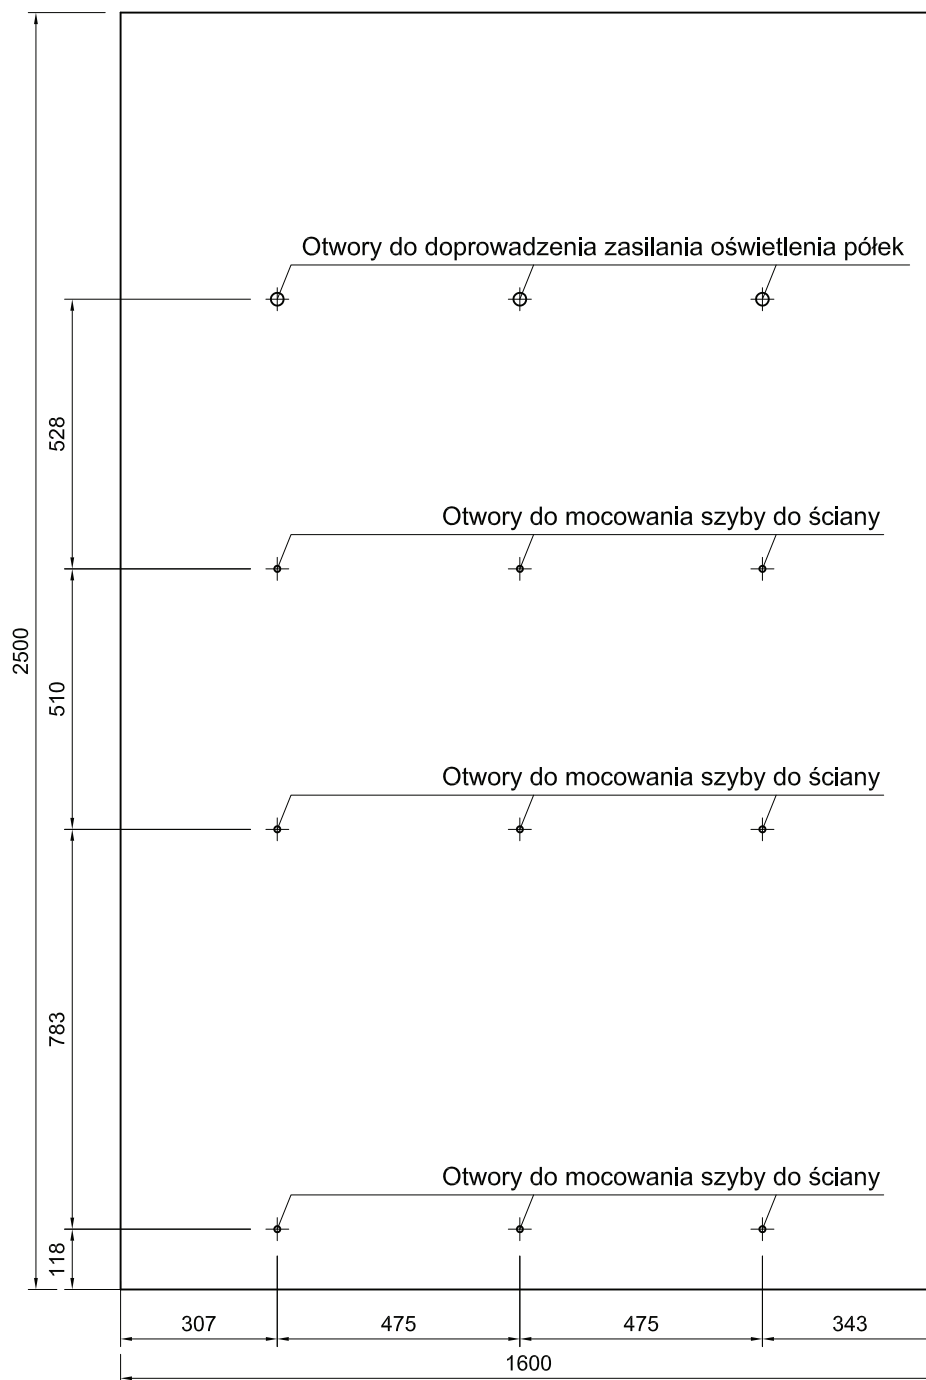 Otwory do doprowadzenia zasilania oświetlenia półek
528
Otwory do mocowania szyby do ściany
2500
510
Otwory do mocowania szyby do ściany
783
Otwory do mocowania szyby do ściany
118
307
475
475
343
1600